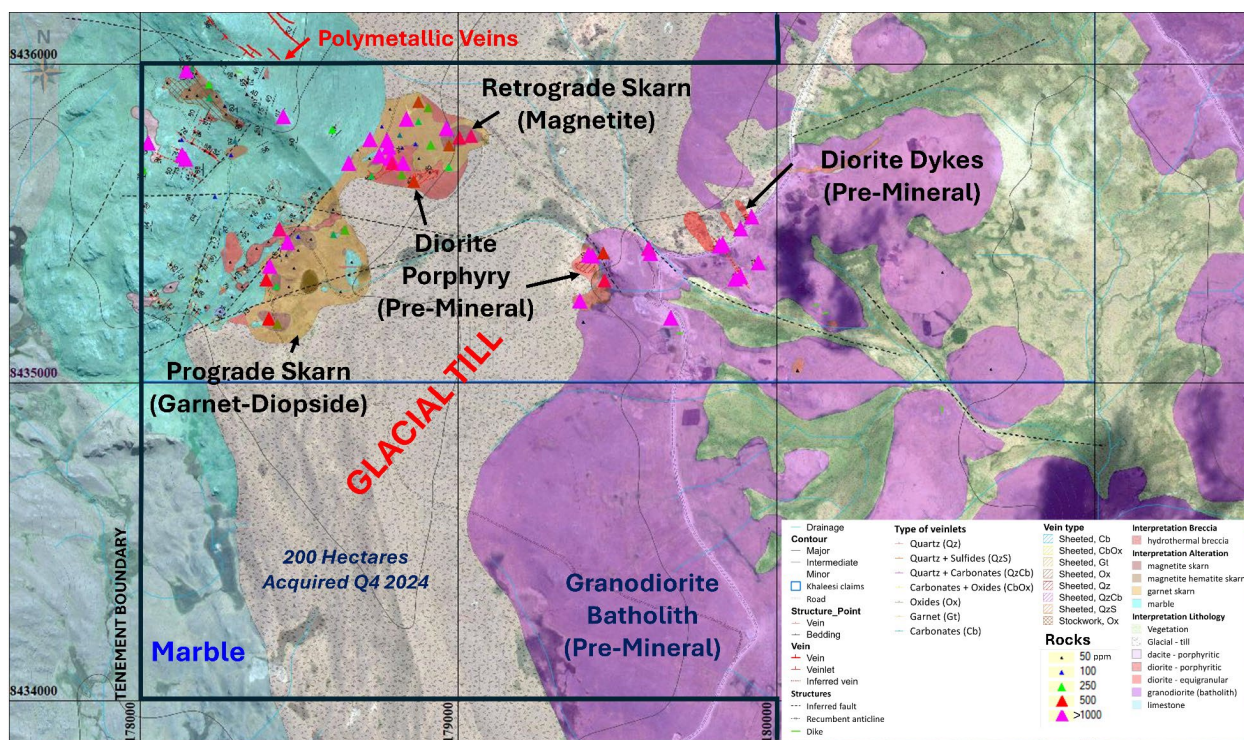 N
8436000
Polymetallic Veins
Retrograde Skarn
(Magnetite)
Diorite Dykes
(Pre-Mineral)
Diorite
Porphyry
(Pre-Mineral)
Prograde Skarn
(Garnet-Diopside)
8435000
GLACIAL TILL
200 Hectares
Acquired Q4 2024
Granodiorite
Batholith
(Pre-Mineral)
Marble
TENEMENT BOUNDARY
8434000
178000
179000
180000
Drainage
Contour
Major
Intermediate
Minor
Khaleesi claims
Road
Structure_Point
Vein
Bedding
Vein
Vein
Veinlet
Inferred vein
Structures
Inferred fault
Recumbent anticline
Dike
Type of veinlets
Quartz (Qz)
Quartz + Sulfides (QzS)
Quartz + Carbonates (QzCb)
Carbonates + Oxides (CbOx)
Oxides (Ox)
Garnet (Gt)
Carbonates (Cb)
Vein type
Sheeted, Cb
Sheeted, CbOx
Sheeted, Gt
Sheeted, Ox
Sheeted, Qz
Sheeted, QzCb
Sheeted, QzS
Stockwork, Ox
Rocks
50 ppm
100
250
500
>1000
Interpretation Breccia
hydrothermal breccia
Interpretation Alteration
magnetite skarn
magnetite hematite skarn
garnet skarn
marble
Interpretation Lithology
Vegetation
Glacial - till
dacite - porphyritic
diorite - porphyritic
diorite - equigranular
granodiorite (batholith)
limestone